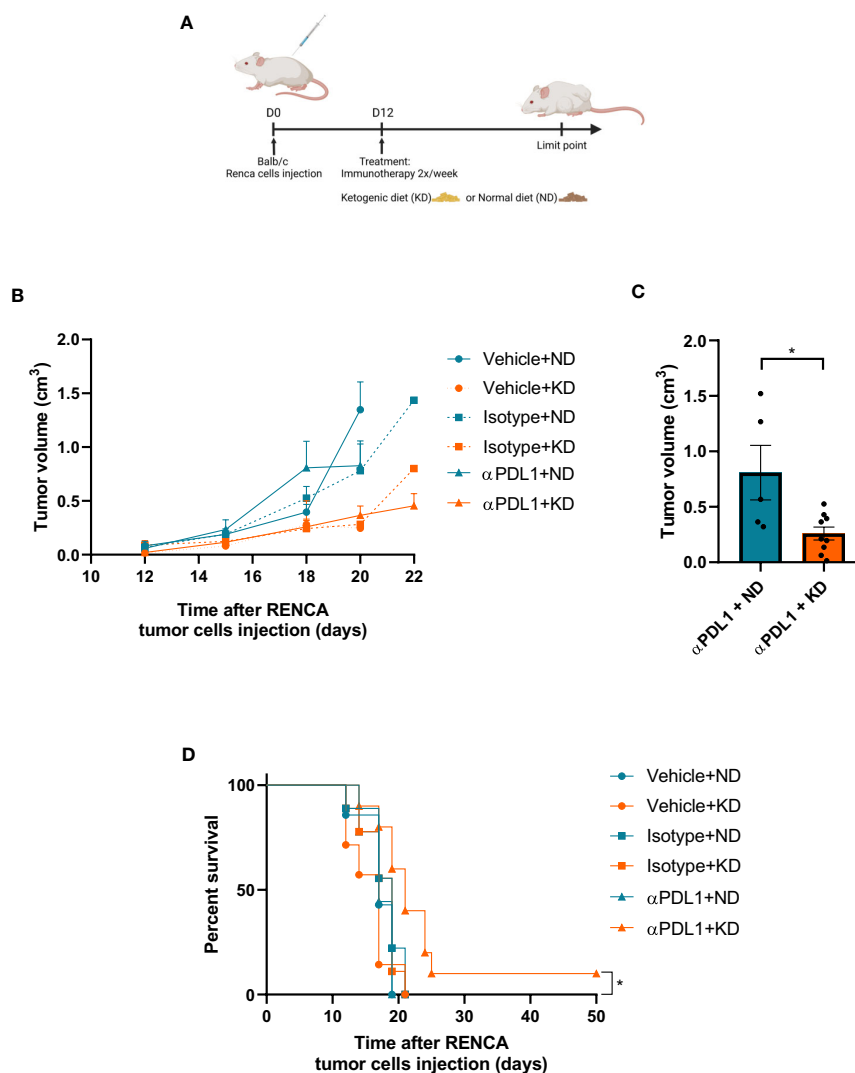 A
D0
D12
Limit point
Balb/c
Renca cells injection
Treatment:
Immunotherapy 2x/week
Ketogenic diet (KD) or Normal diet (ND)
B
Tumor volume (cm³)
2.0
1.5
1.0
0.5
0.0
10 12 14 16 18 20 22
Time after RENCA
tumor cells injection (days)
Vehicle+ND
Vehicle+KD
Isotype+ND
Isotype+KD
αPDL1+ND
αPDL1+KD
C
Tumor volume (cm³)
2.0
1.5
1.0
0.5
0.0
*
αPDL1 + ND
αPDL1 + KD
D
Percent survival
100
50
0
0 10 20 30 40 50
Time after RENCA
tumor cells injection (days)
*
Vehicle+ND
Vehicle+KD
Isotype+ND
Isotype+KD
αPDL1+ND
αPDL1+KD